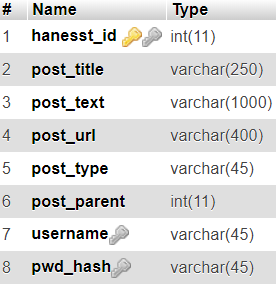 # Name Type
1 hanesst_id int(11)
2 post_title varchar(250)
3 post_text varchar(1000)
4 post_url varchar(400)
5 post_type varchar(45)
6 post_parent int(11)
7 username varchar(45)
8 pwd_hash varchar(45)